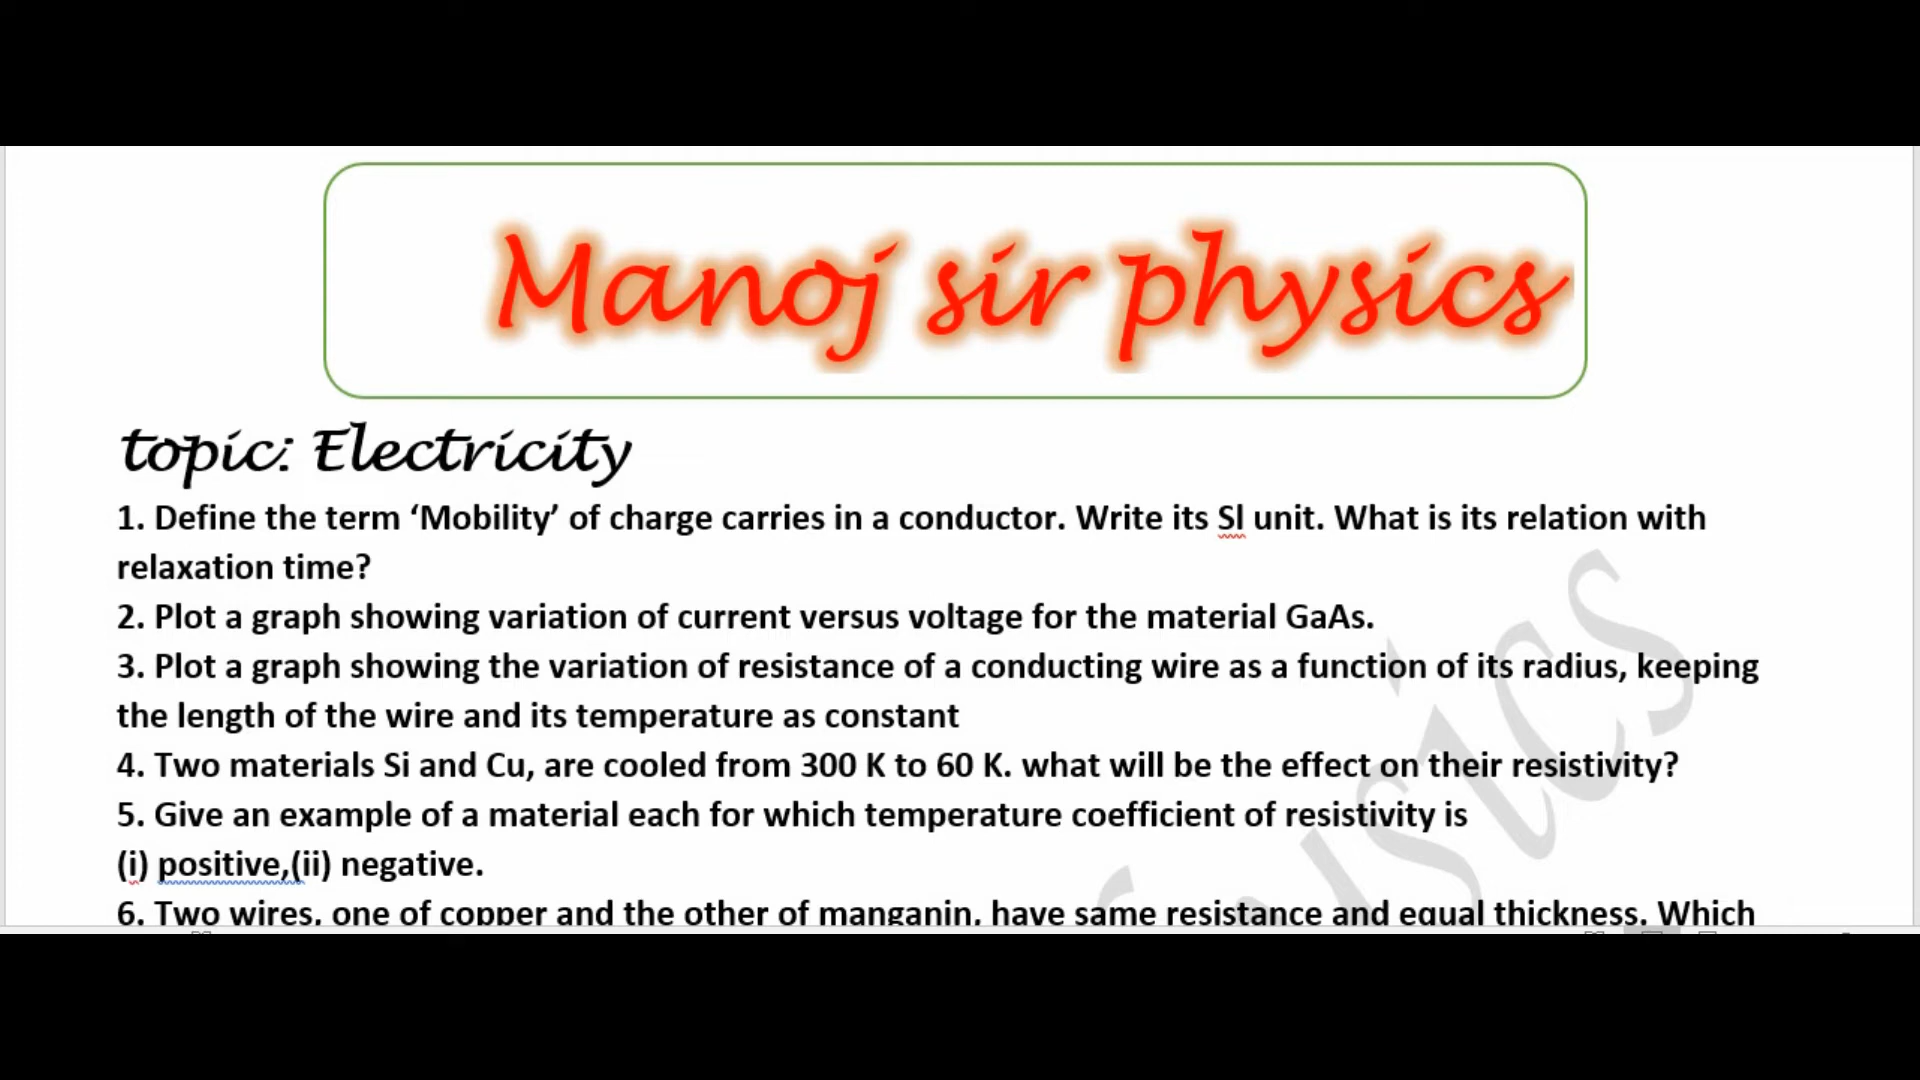 Manoj sir physics
topic: Electricity
1. Define the term ‘Mobility’ of charge carries in a conductor. Write its Sl unit. What is its relation with
relaxation time?
2. Plot a graph showing variation of current versus voltage for the material GaAs.
3. Plot a graph showing the variation of resistance of a conducting wire as a function of its radius, keeping
the length of the wire and its temperature as constant
4. Two materials Si and Cu, are cooled from 300 K to 60 K. what will be the effect on their resistivity?
5. Give an example of a material each for which temperature coefficient of resistivity is
(i) positive,(ii) negative.
6. Two wires, one of copper and the other of manganin, have same resistance and equal thickness. Which